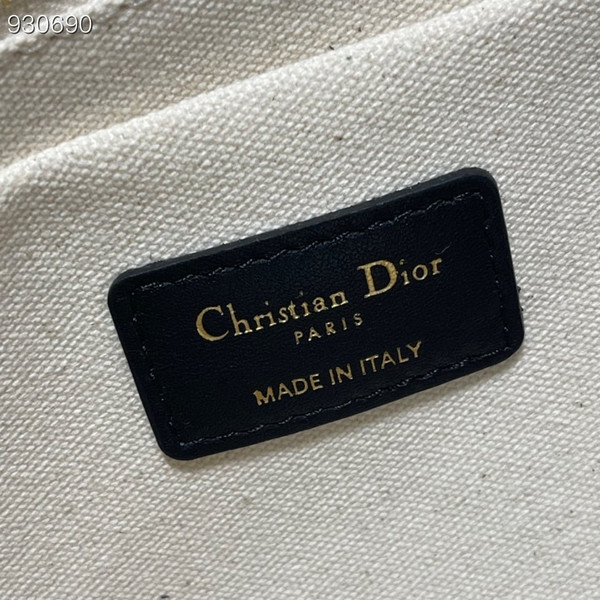 930690
Christian Dior
PARIS
MADE IN ITALY